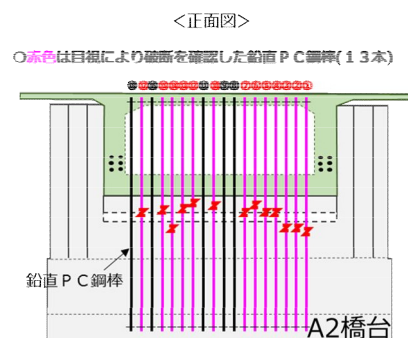 ＜正面図＞
○赤色は目視により破断を確認した鉛直ＰＣ鋼棒(１３本)
鉛直ＰＣ鋼棒
A2橋台